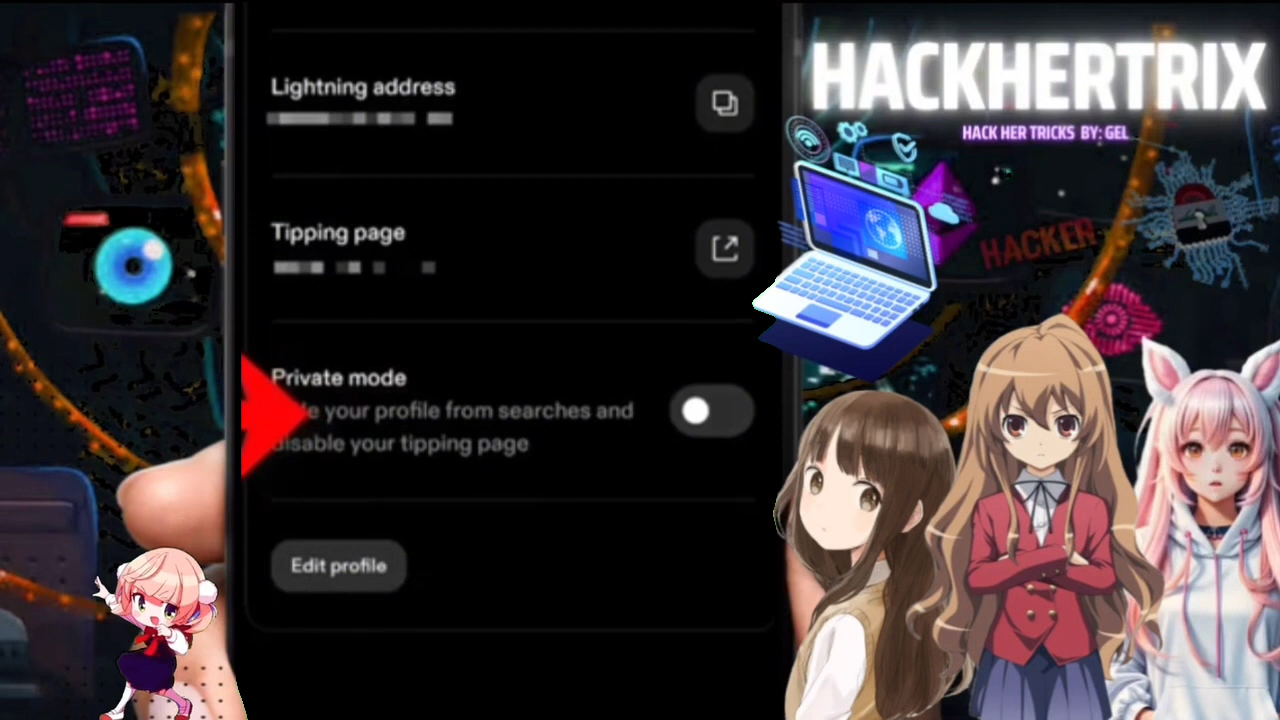 Lightning address
Tipping page
Private mode
your profile from searches and
disable your tipping page
Edit profile
HACKHERTRIX
HACK HER TRICKS BY: GEL
HACKER